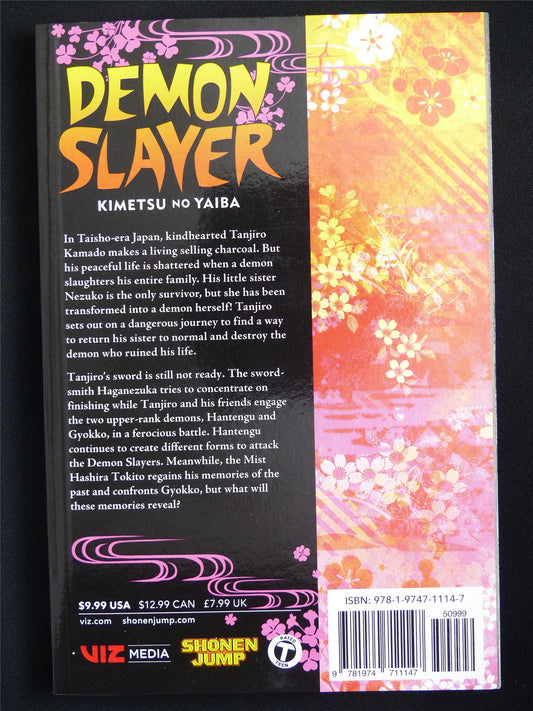 DEMON
SLAYER
KIMETSU NO YAIBA
In Taisho-era Japan, kindhearted Tanjiro
Kamado makes a living selling charcoal. But
his peaceful life is shattered when a demon
slaughters his entire family. His little sister
Nezuko is the only survivor, but she has been
transformed into a demon herself! Tanjiro
sets out on a dangerous journey to find a way
to return his sister to normal and destroy the
demon who ruined his life.
Tanjiro's sword is still not ready. The sword-
smith Haganezuka tries to concentrate on
finishing while Tanjiro and his friends engage
the two upper-rank demons, Hantengu and
Gyokko, in a ferocious battle. Hantengu
continues to create different forms to attack
the Demon Slayers. Meanwhile, the Mist
Hashira Tokito regains his memories of the
past and confronts Gyokko, but what will
these memories reveal?
$9.99 USA $12.99 CAN £7.99 UK
viz.com shonenjump.com
VIZ MEDIA
SHONEN
JUMP
RATED
T
TEEN
ISBN: 978-1-9747-1114-7
50999
9 781974 711147